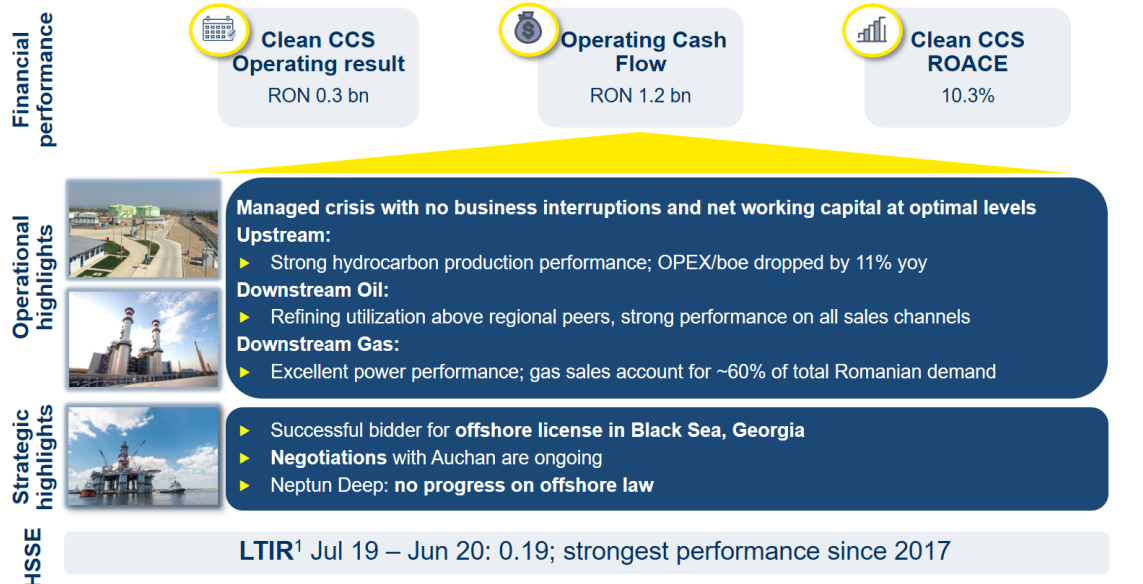 Financial
performance
Clean CCS
Operating result
RON 0.3 bn
Operating Cash
Flow
RON 1.2 bn
Clean CCS
ROACE
10.3%
Operational
highlights
Managed crisis with no business interruptions and net working capital at optimal levels
Upstream:
Strong hydrocarbon production performance; OPEX/boe dropped by 11% yoy
Downstream Oil:
Refining utilization above regional peers, strong performance on all sales channels
Downstream Gas:
Excellent power performance; gas sales account for ~60% of total Romanian demand
Strategic
highlights
Successful bidder for offshore license in Black Sea, Georgia
Negotiations with Auchan are ongoing
Neptun Deep: no progress on offshore law
HSSE
LTIR¹ Jul 19 – Jun 20: 0.19; strongest performance since 2017